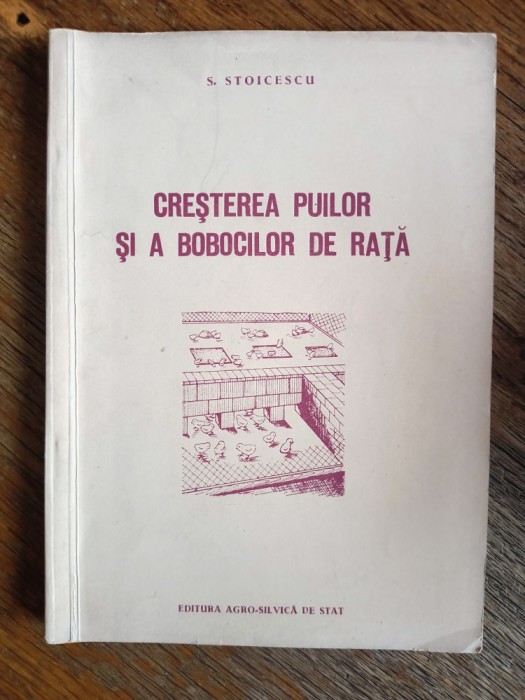 S. STOICESCU
CREŞTEREA PUILOR
ŞI A BOBOCILOR DE RAŢĂ
EDITURA AGRO-SILVICĂ DE STAT